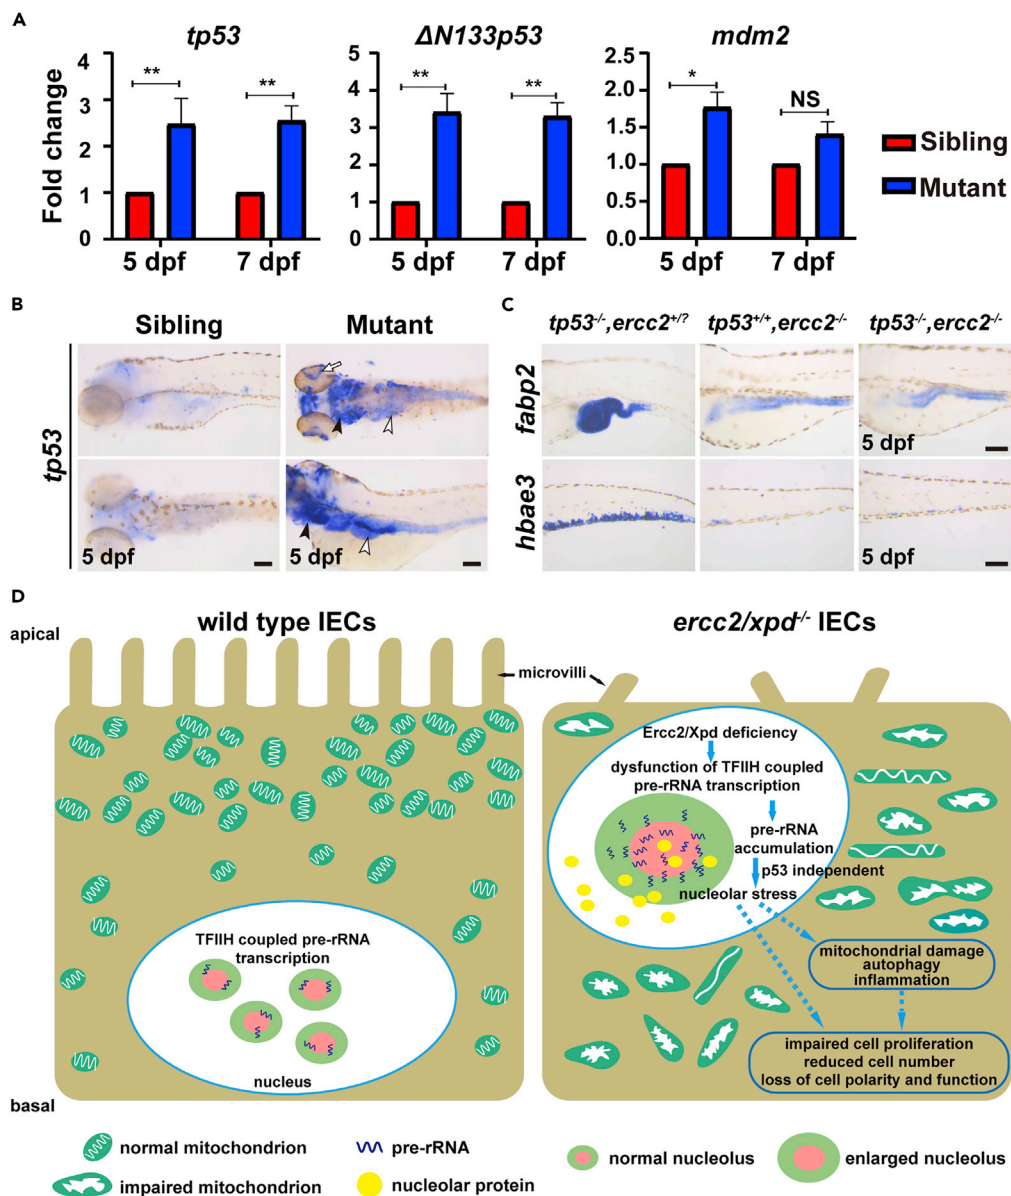 A
tp53
ΔN133p53
mdm2
Fold change
4
3
2
1
0
**
**
5 dpf
7 dpf
5
4
3
2
1
0
**
**
5 dpf
7 dpf
2.5
2.0
1.5
1.0
0.5
0.0
*
NS
5 dpf
7 dpf
Sibling
Mutant
B
Sibling
Mutant
tp53
5 dpf
5 dpf
C
tp53-/-,ercc2+/?
tp53+/+,ercc2-/-
tp53-/-,ercc2-/-
fabp2
5 dpf
hbae3
5 dpf
D
wild type IECs
ercc2/xpd-/- IECs
apical
microvilli
Ercc2/Xpd deficiency
dysfunction of TFIIH coupled
pre-rRNA transcription
pre-rRNA
accumulation
p53 independent
nucleolar stress
TFIIH coupled pre-rRNA
transcription
nucleus
mitochondrial damage
autophagy
inflammation
impaired cell proliferation
reduced cell number
loss of cell polarity and function
basal
normal mitochondrion
pre-rRNA
normal nucleolus
enlarged nucleolus
impaired mitochondrion
nucleolar protein